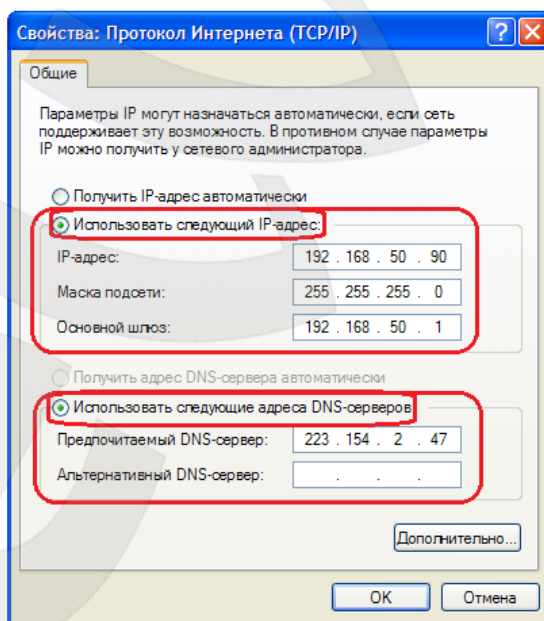 Свойства: Протокол Интернета (TCP/IP)
Общие
Параметры IP могут назначаться автоматически, если сеть
поддерживает эту возможность. В противном случае параметры
IP можно получить у сетевого администратора.
Получить IP-адрес автоматически
Использовать следующий IP-адрес:
IP-адрес: 192 . 168 . 50 . 90
Маска подсети: 255 . 255 . 255 . 0
Основной шлюз: 192 . 168 . 50 . 1
Получить адрес DNS-сервера автоматически
Использовать следующие адреса DNS-серверов
Предпочитаемый DNS-сервер: 223 . 154 . 2 . 47
Альтернативный DNS-сервер: . . .
Дополнительно...
OK Отмена